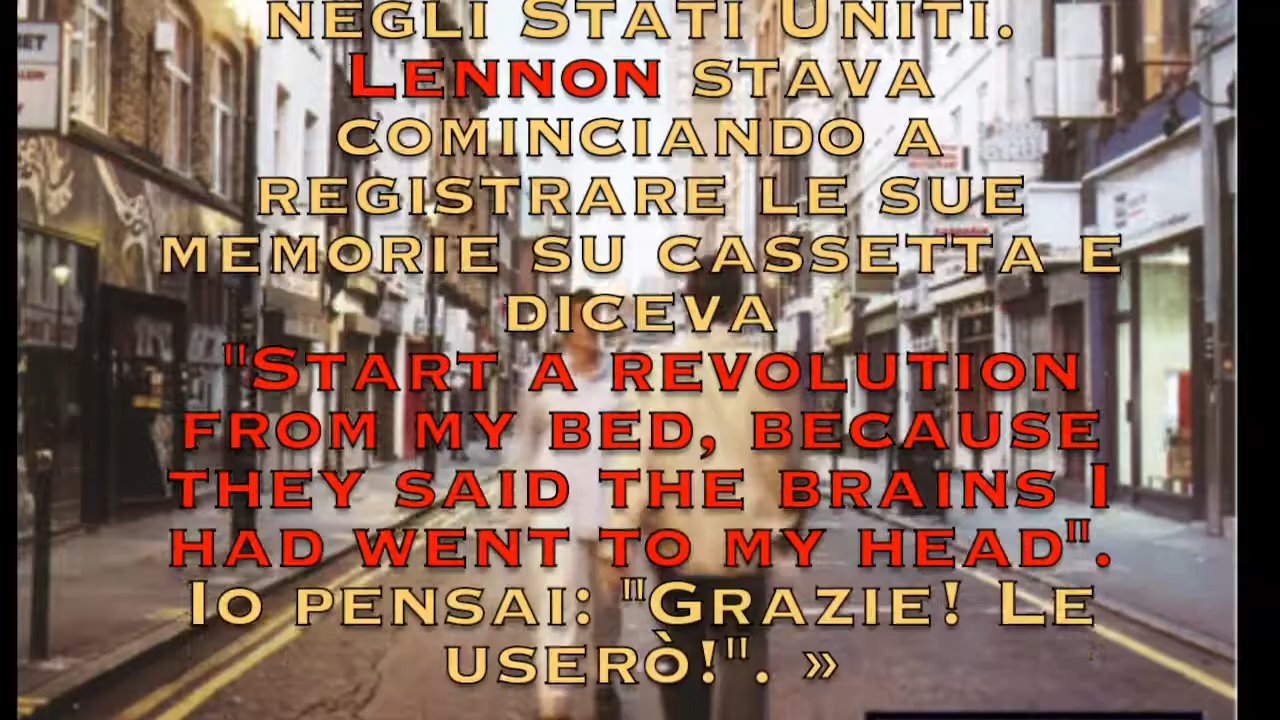 NEGLI STATI UNITI.
LENNON STAVA
COMINCIANDO A
REGISTRARE LE SUE
MEMORIE SU CASSETTA E
DICEVA
"START A REVOLUTION
FROM MY BED, BECAUSE
THEY SAID THE BRAINS I
HAD WENT TO MY HEAD".
IO PENSAI: "GRAZIE! LE
USERÒ!". »